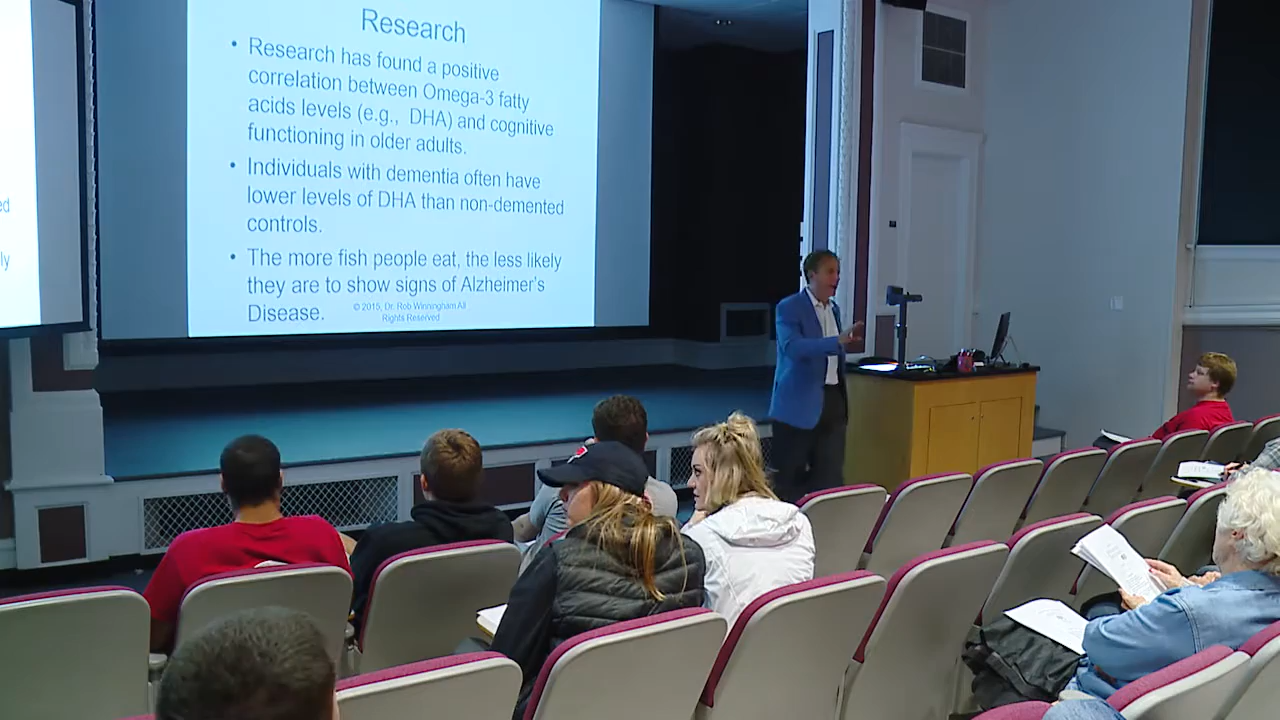 Research
• Research has found a positive
correlation between Omega-3 fatty
acids levels (e.g., DHA) and cognitive
functioning in older adults.
• Individuals with dementia often have
lower levels of DHA than non-demented
controls.
• The more fish people eat, the less likely
they are to show signs of Alzheimer's
Disease.
© 2015, Dr. Rob Winningham All
Rights Reserved
ed
ly